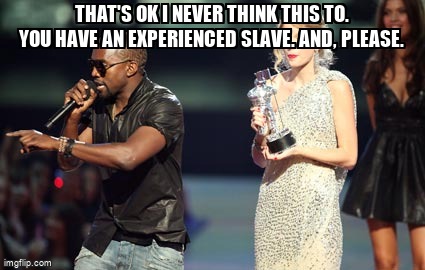 THAT'S OK I NEVER THINK THIS TO.
YOU HAVE AN EXPERIENCED SLAVE. AND, PLEASE.
imgflip.com